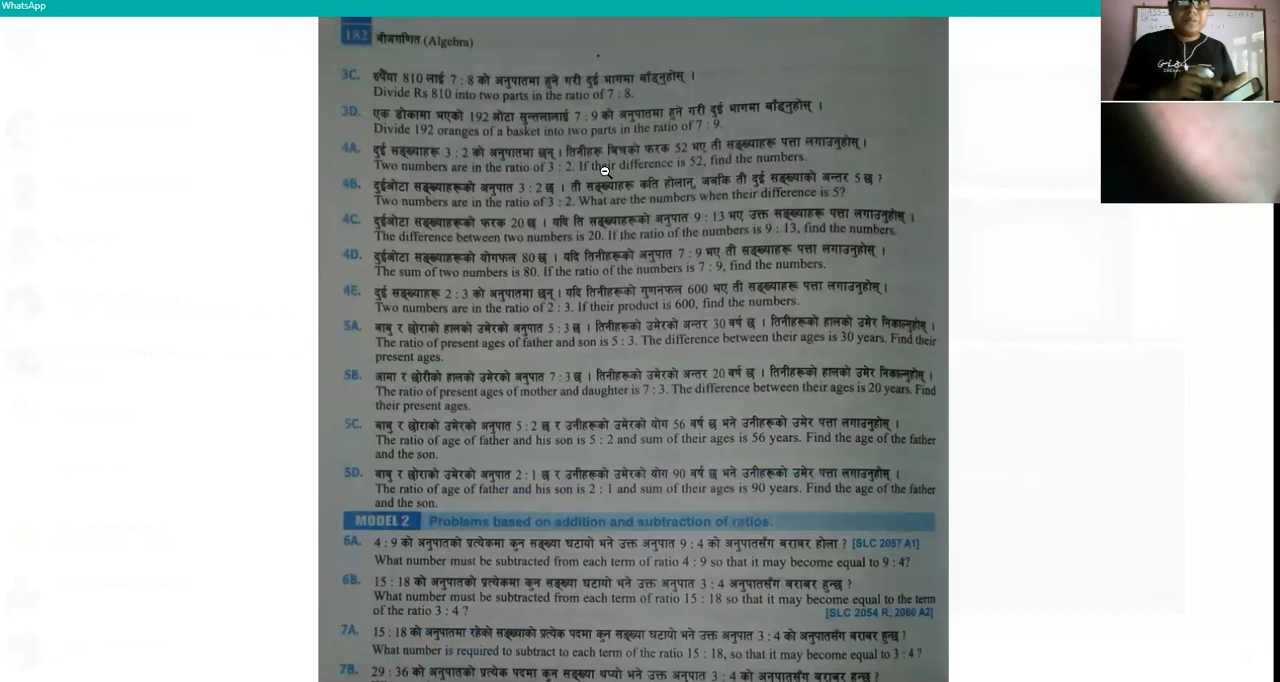 WhatsApp
182 बीजगणित (Algebra)
3C. रुपैंया 810 लाई 7 : 8 को अनुपातमा हुने गरी दुई भागमा बाँड्नुहोस् ।
Divide Rs 810 into two parts in the ratio of 7 : 8.
3D. एक डोकामा भएको 192 ओटा सुन्तलालाई 7 : 9 को अनुपातमा हुने गरी दुई भागमा बाँड्नुहोस् ।
Divide 192 oranges of a basket into two parts in the ratio of 7 : 9.
4A. दुई सङ्ख्याहरू 3 : 2 को अनुपातमा छन् । तिनीहरू बिचको फरक 52 भए ती सङ्ख्याहरू पत्ता लगाउनुहोस् ।
Two numbers are in the ratio of 3 : 2. If their difference is 52, find the numbers.
4B. दुईओटा सङ्ख्याहरूको अनुपात 3 : 2 छ । ती सङ्ख्याहरू कति होलान्, जबकि ती दुई सङ्ख्याको अन्तर 5 छ ?
Two numbers are in the ratio of 3 : 2. What are the numbers when their difference is 5?
4C. दुईओटा सङ्ख्याहरूको फरक 20 छ । यदि ति सङ्ख्याहरूको अनुपात 9 : 13 भए उक्त सङ्ख्याहरू पत्ता लगाउनुहोस् ।
The difference between two numbers is 20. If the ratio of the numbers is 9 : 13, find the numbers.
4D. दुईओटा सङ्ख्याहरूको योगफल 80 छ । यदि तिनीहरूको अनुपात 7 : 9 भए ती सङ्ख्याहरू पत्ता लगाउनुहोस् ।
The sum of two numbers is 80. If the ratio of the numbers is 7 : 9, find the numbers.
4E. दुई सङ्ख्याहरू 2 : 3 को अनुपातमा छन् । यदि तिनीहरूको गुणनफल 600 भए ती सङ्ख्याहरू पत्ता लगाउनुहोस् ।
Two numbers are in the ratio of 2 : 3. If their product is 600, find the numbers.
5A. बाबु र छोराको हालको उमेरको अनुपात 5 : 3 छ । तिनीहरूको उमेरको अन्तर 30 वर्ष छ । तिनीहरूको हालको उमेर निकाल्नुहोस् ।
The ratio of present ages of father and son is 5 : 3. The difference between their ages is 30 years. Find their
present ages.
5B. आमा र छोरीको हालको उमेरको अनुपात 7 : 3 छ । तिनीहरूको उमेरको अन्तर 20 वर्ष छ । तिनीहरूको हालको उमेर निकाल्नुहोस् ।
The ratio of present ages of mother and daughter is 7 : 3. The difference between their ages is 20 years. Find
their present ages.
5C. बाबु र छोराको उमेरको अनुपात 5 : 2 छ र उनीहरूको उमेरको योग 56 वर्ष छ भने उनीहरूको उमेर पत्ता लगाउनुहोस् ।
The ratio of age of father and his son is 5 : 2 and sum of their ages is 56 years. Find the age of the father
and the son.
5D. बाबु र छोराको उमेरको अनुपात 2 : 1 छ र उनीहरूको उमेरको योग 90 वर्ष छ भने उनीहरूको उमेर पत्ता लगाउनुहोस् ।
The ratio of age of father and his son is 2 : 1 and sum of their ages is 90 years. Find the age of the father
and the son.
MODEL 2 Problems based on addition and subtraction of ratios.
6A. 4 : 9 को अनुपातको प्रत्येकमा कुन सङ्ख्या घटायो भने उक्त अनुपात 9 : 4 को अनुपातसँग बराबर होला ? [SLC 2057 A1]
What number must be subtracted from each term of ratio 4 : 9 so that it may become equal to 9 : 4?
6B. 15 : 18 को अनुपातको प्रत्येकमा कुन सङ्ख्या घटायो भने उक्त अनुपात 3 : 4 अनुपातसँग बराबर हुन्छ ?
What number must be subtracted from each term of ratio 15 : 18 so that it may become equal to the term
of the ratio 3 : 4 ? [SLC 2054 R, 2060 A2]
7A. 15 : 18 को अनुपातमा रहेको सङ्ख्याको प्रत्येक पदमा कुन सङ्ख्या घटायो भने उक्त अनुपात 3 : 4 को अनुपातसँग बराबर हुन्छ ?
What number is required to subtract to each term of the ratio 15 : 18, so that it may become equal to 3 : 4 ?
7B. 29 : 36 को अनुपातको प्रत्येक पदमा कुन सङ्ख्या थप्यो भने उक्त अनुपात 3 : 4 को अनुपातसँग बराबर हुन्छ ?